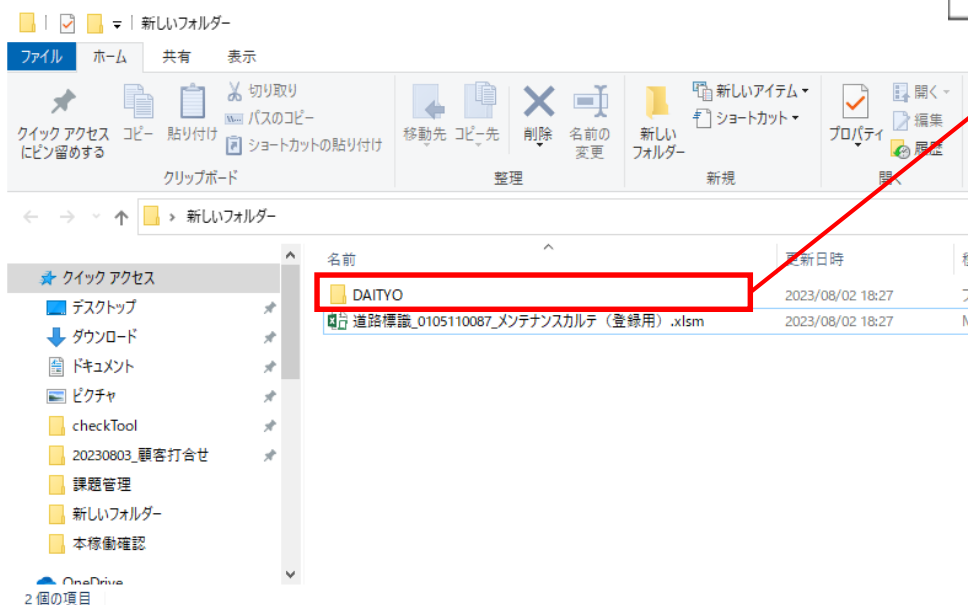 新しいフォルダー
ファイル ホーム 共有 表示
クイック アクセス
にピン留めする
コピー
貼り付け
切り取り
パスのコピー
ショートカットの貼り付け
クリップボード
移動先 コピー先 削除 名前の
変更
整理
新しい
フォルダー
新しいアイテム
ショートカット
新規
プロパティ
開く
編集
履歴
開く
新しいフォルダー
クイック アクセス
デスクトップ
ダウンロード
ドキュメント
ピクチャ
checkTool
20230803_顧客打合せ
課題管理
新しいフォルダー
本稼働確認
OneDrive
名前 更新日時
DAITYO 2023/08/02 18:27
道路標識_0105110087_メンテナンスカルテ（登録用）.xlsm 2023/08/02 18:27
2 個の項目